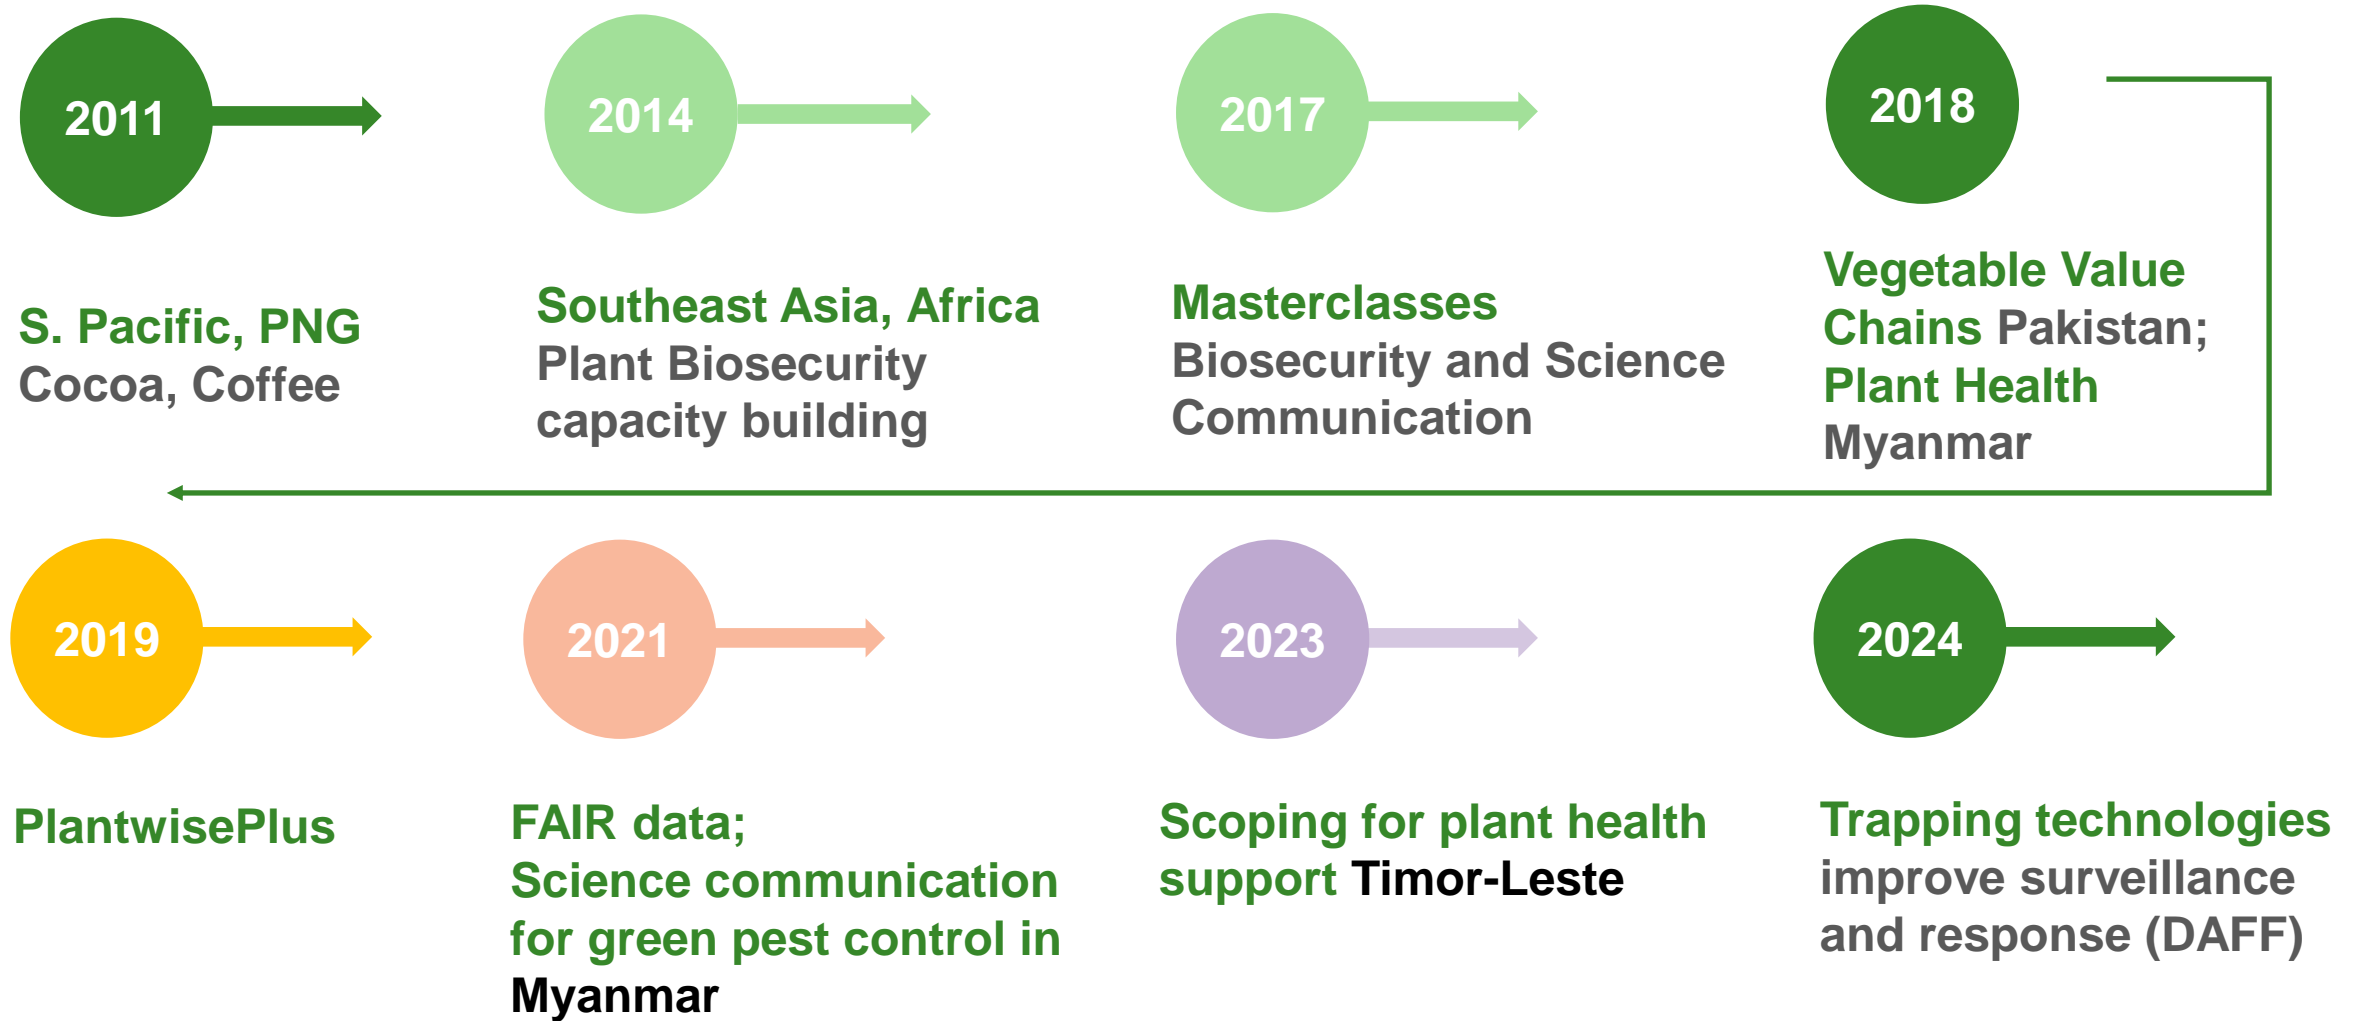 2011
S. Pacific, PNG
Cocoa, Coffee
2014
Southeast Asia, Africa
Plant Biosecurity
capacity building
2017
Masterclasses
Biosecurity and Science
Communication
2018
Vegetable Value
Chains Pakistan;
Plant Health
Myanmar
2019
PlantwisePlus
2021
FAIR data;
Science communication
for green pest control in
Myanmar
2023
Scoping for plant health
support Timor-Leste
2024
Trapping technologies
improve surveillance
and response (DAFF)